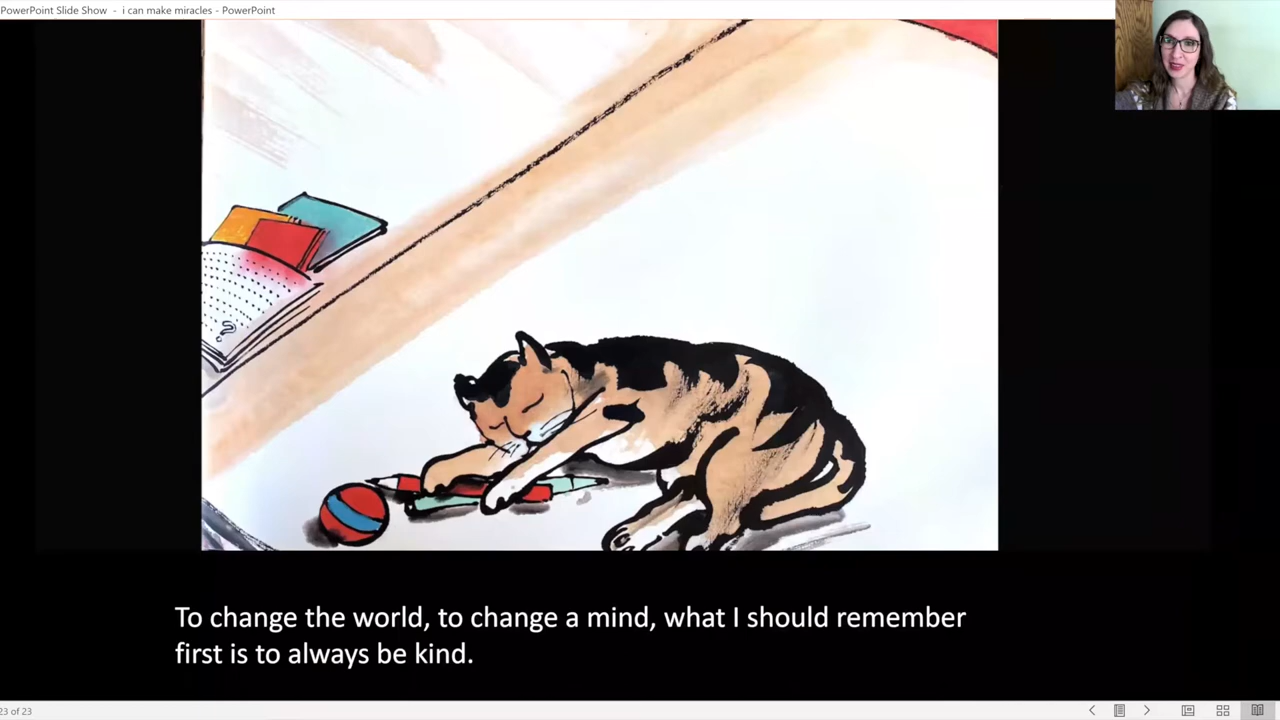 PowerPoint Slide Show - i can make miracles - PowerPoint
?
To change the world, to change a mind, what I should remember
first is to always be kind.
23 of 23